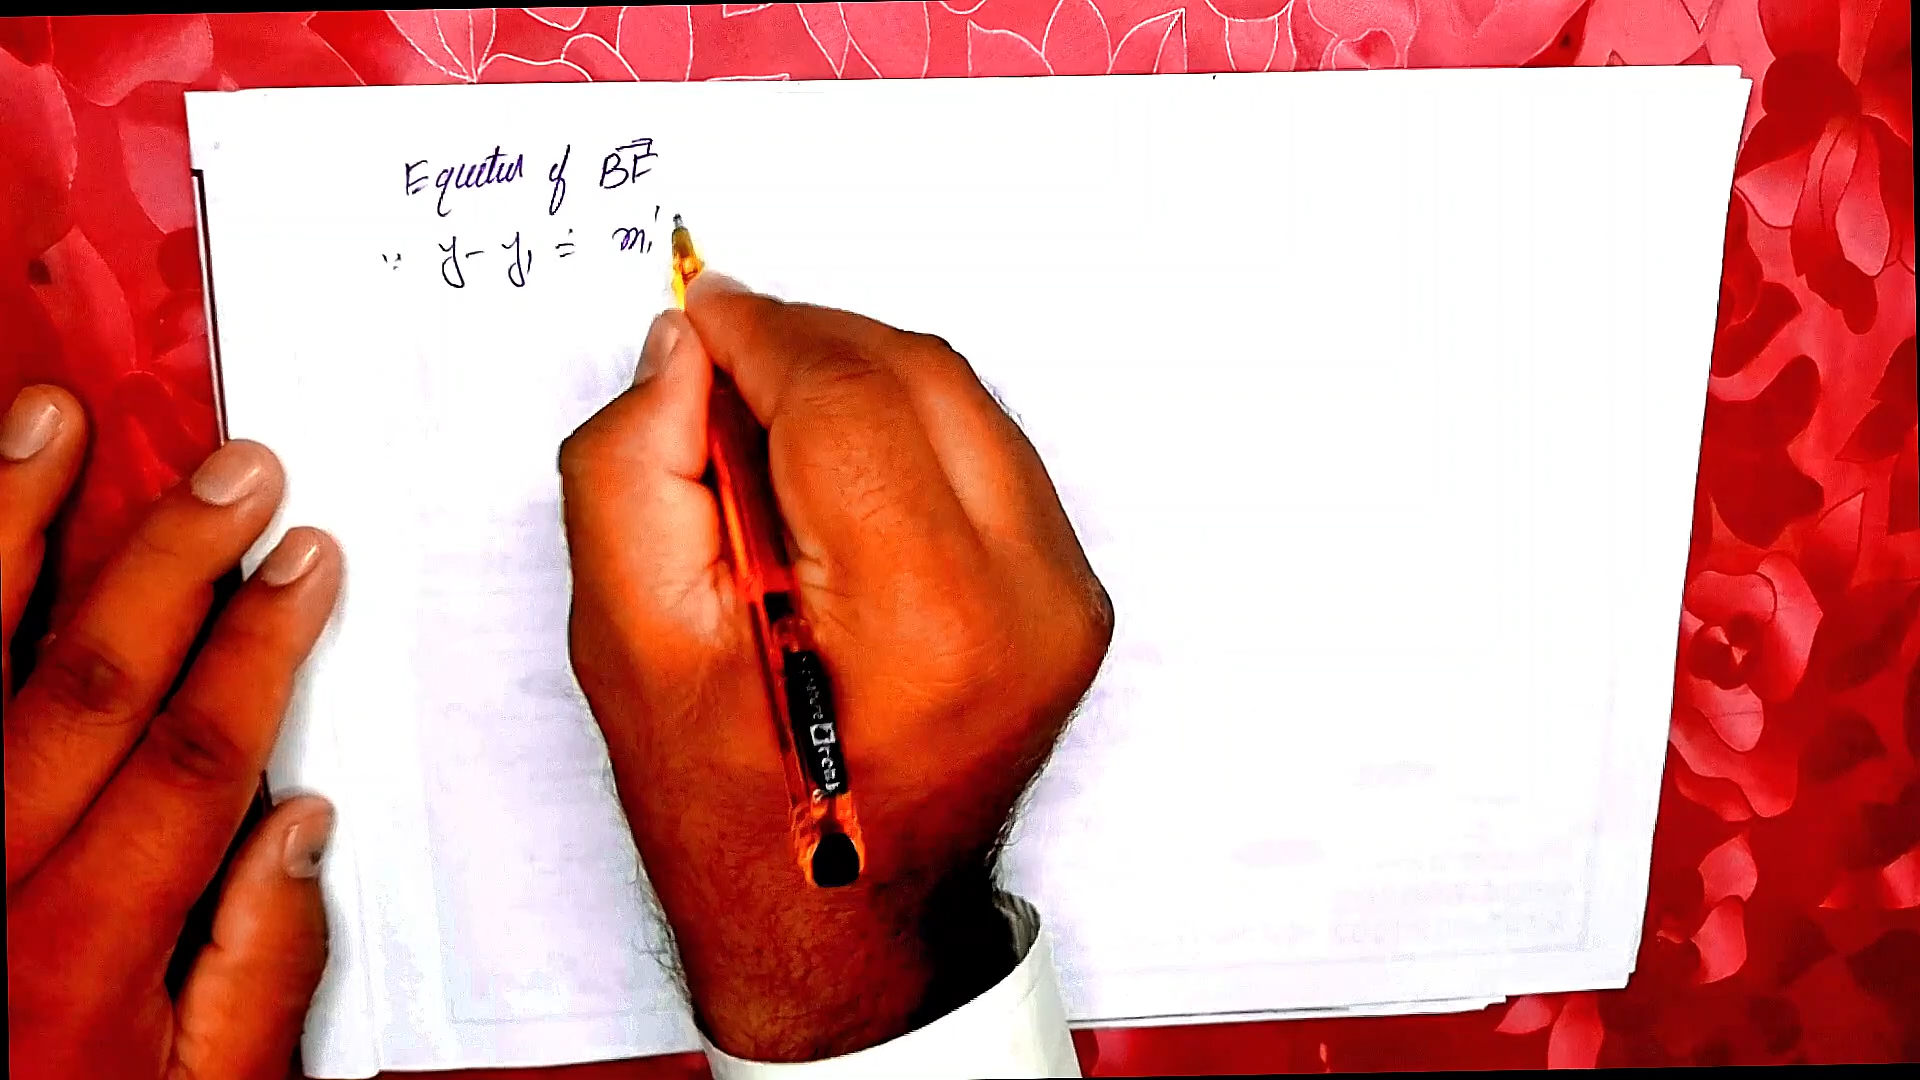 Equation of BF
∵ y - y₁ = m₁'